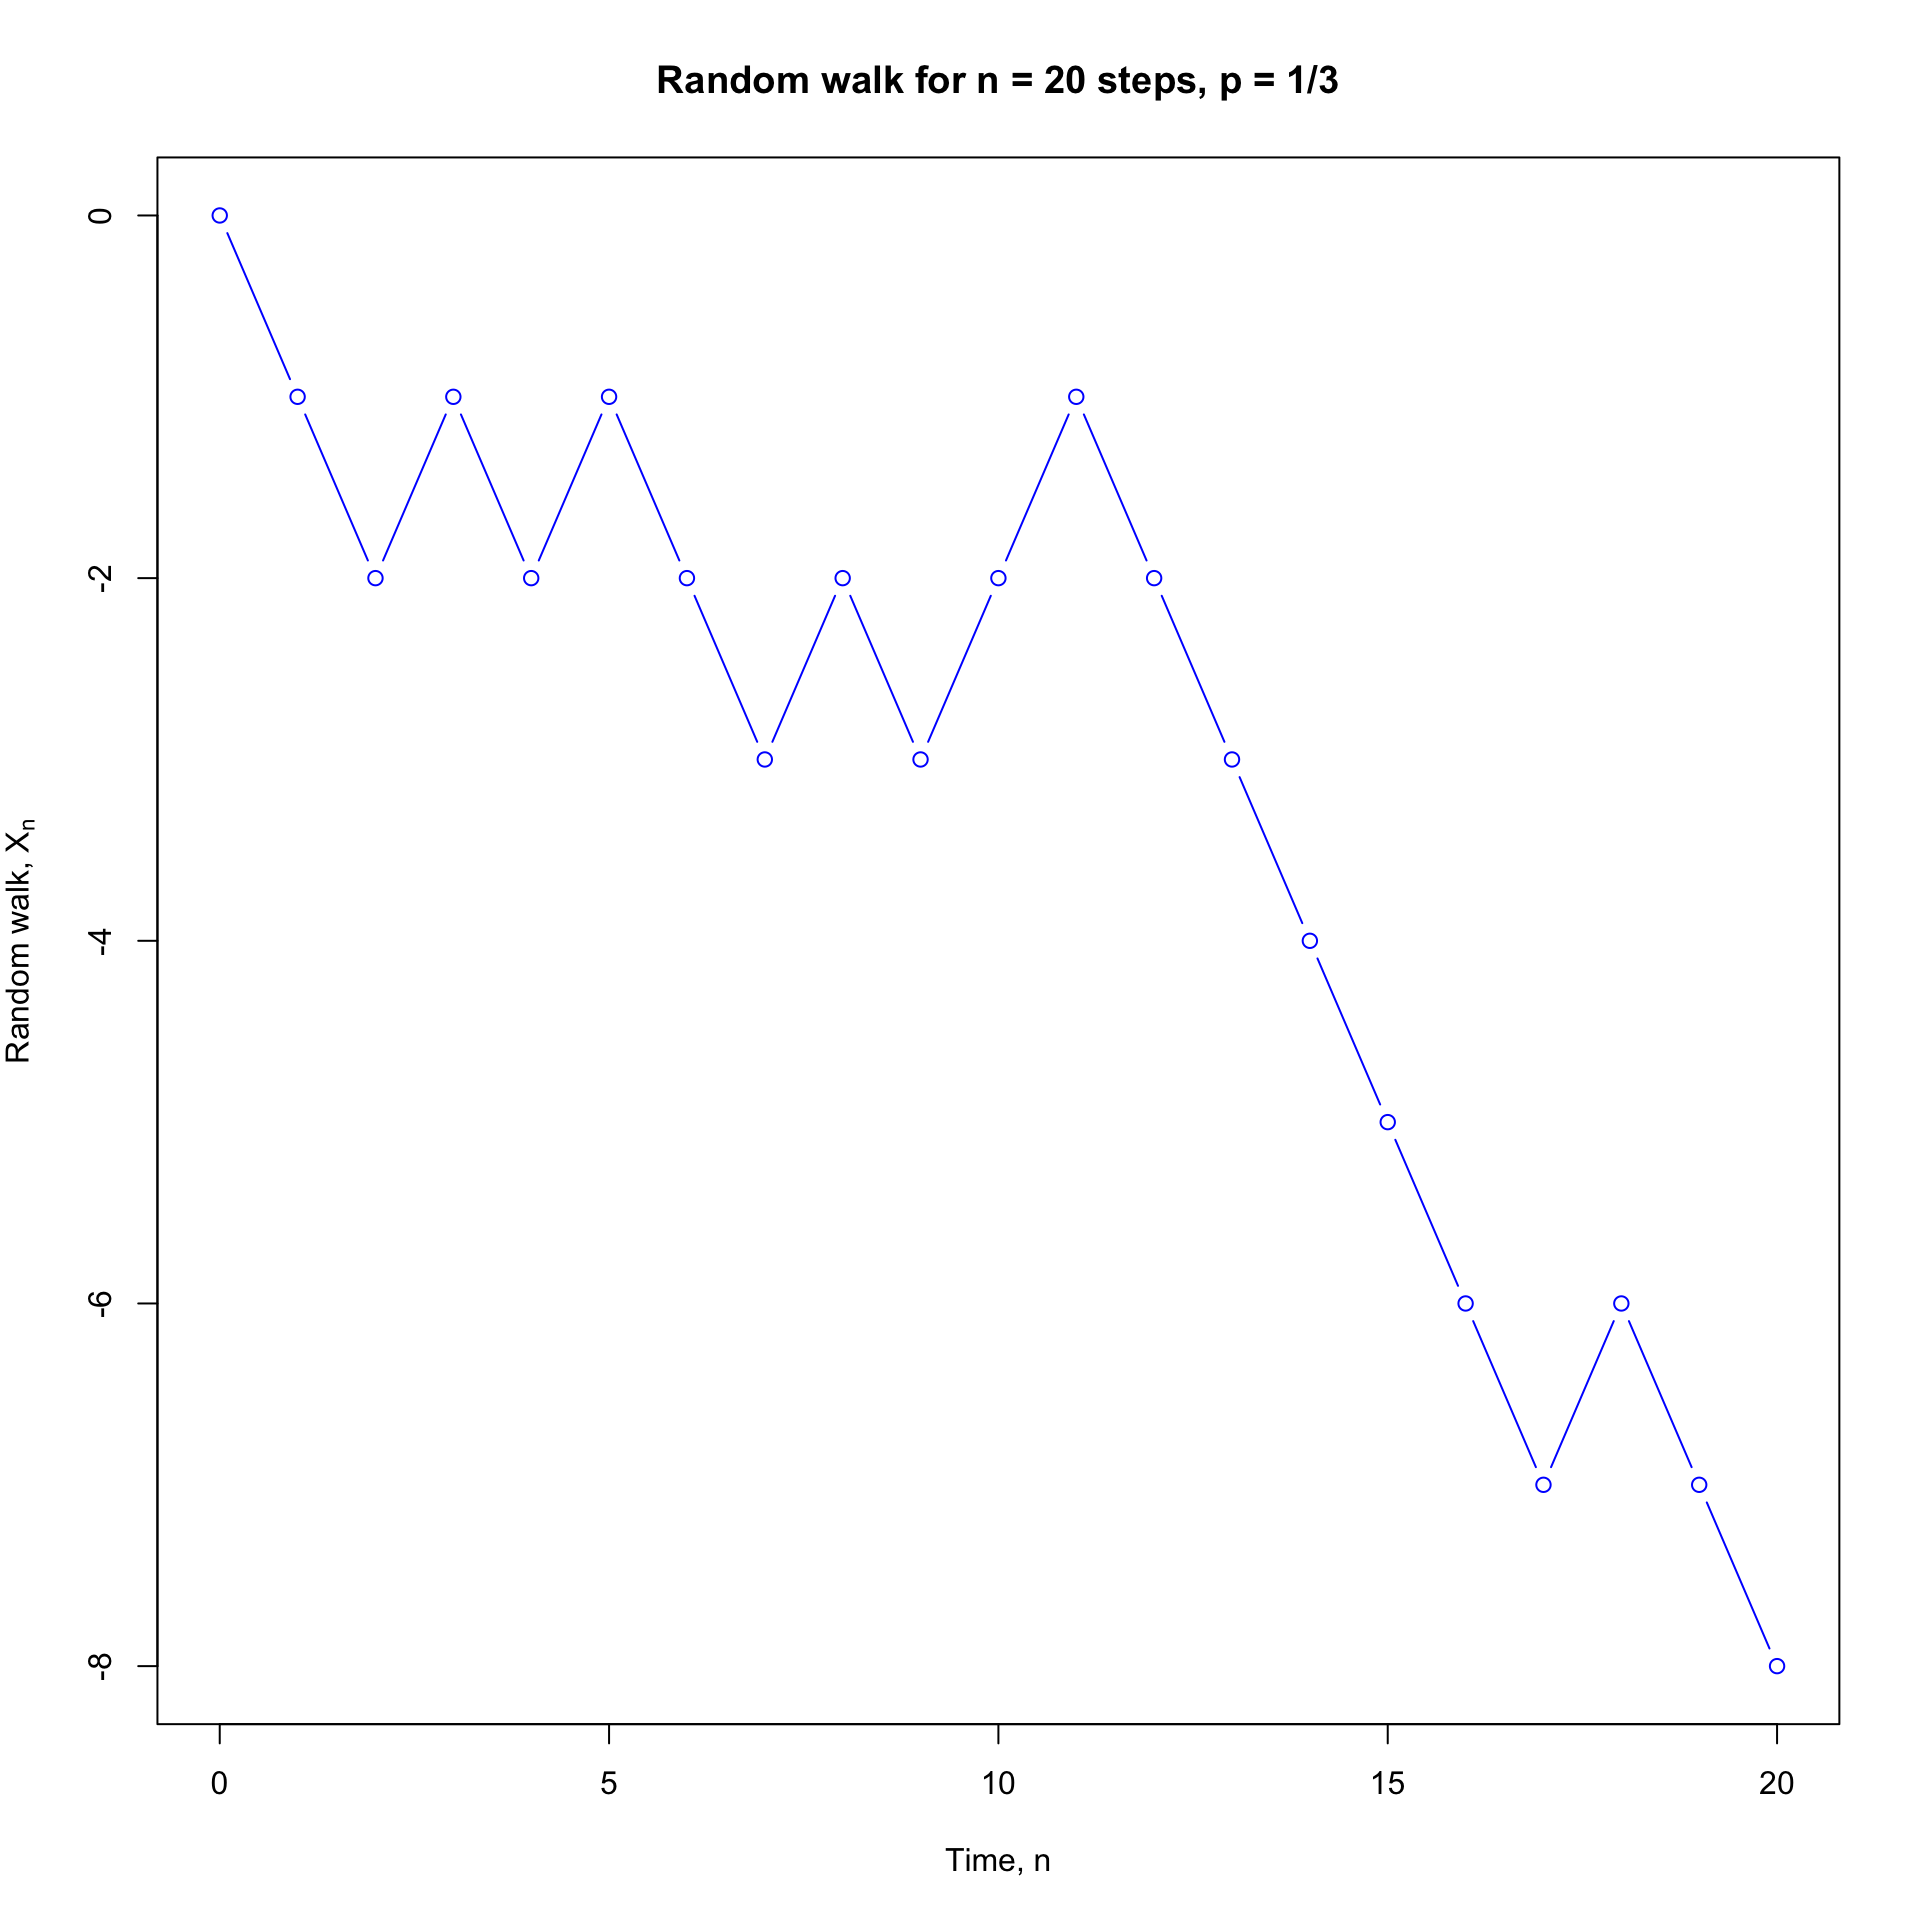 Random walk for n = 20 steps, p = 1/3
Random walk, Xn
0
-2
-4
-6
-8
0 5 10 15 20
Time, n